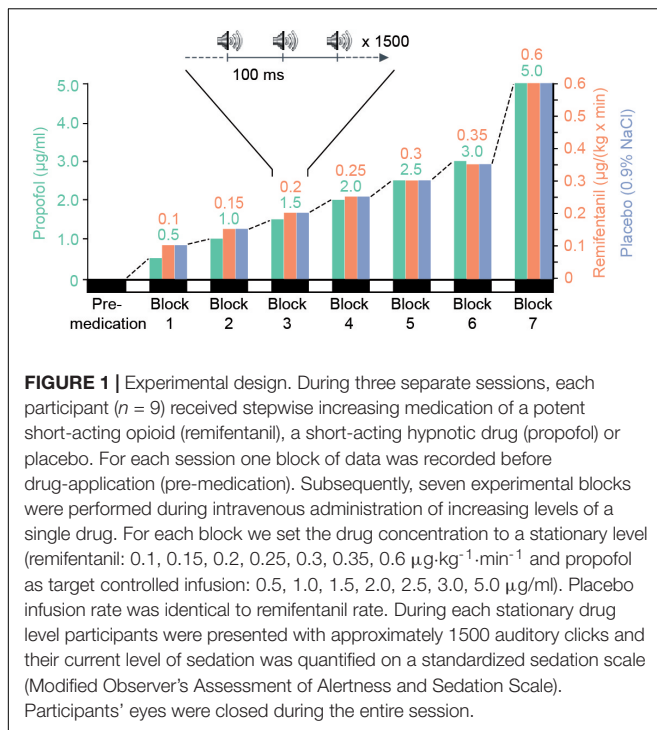 x 1500
100 ms
Propofol (µg/ml)
5.0
4.0
3.0
2.0
1.0
0
0.1
0.5
0.15
1.0
0.2
1.5
0.25
2.0
0.3
2.5
0.35
3.0
0.6
5.0
0.6
0.5
0.4
0.3
0.2
0.1
0
Remifentanil (µg/(kg x min)
Placebo (0.9% NaCl)
Pre-
medication
Block
1
Block
2
Block
3
Block
4
Block
5
Block
6
Block
7
FIGURE 1 | Experimental design. During three separate sessions, each
participant (n = 9) received stepwise increasing medication of a potent
short-acting opioid (remifentanil), a short-acting hypnotic drug (propofol) or
placebo. For each session one block of data was recorded before
drug-application (pre-medication). Subsequently, seven experimental blocks
were performed during intravenous administration of increasing levels of a
single drug. For each block we set the drug concentration to a stationary level
(remifentanil: 0.1, 0.15, 0.2, 0.25, 0.3, 0.35, 0.6 µg·kg⁻¹·min⁻¹ and propofol
as target controlled infusion: 0.5, 1.0, 1.5, 2.0, 2.5, 3.0, 5.0 µg/ml). Placebo
infusion rate was identical to remifentanil rate. During each stationary drug
level participants were presented with approximately 1500 auditory clicks and
their current level of sedation was quantified on a standardized sedation scale
(Modified Observer's Assessment of Alertness and Sedation Scale).
Participants' eyes were closed during the entire session.